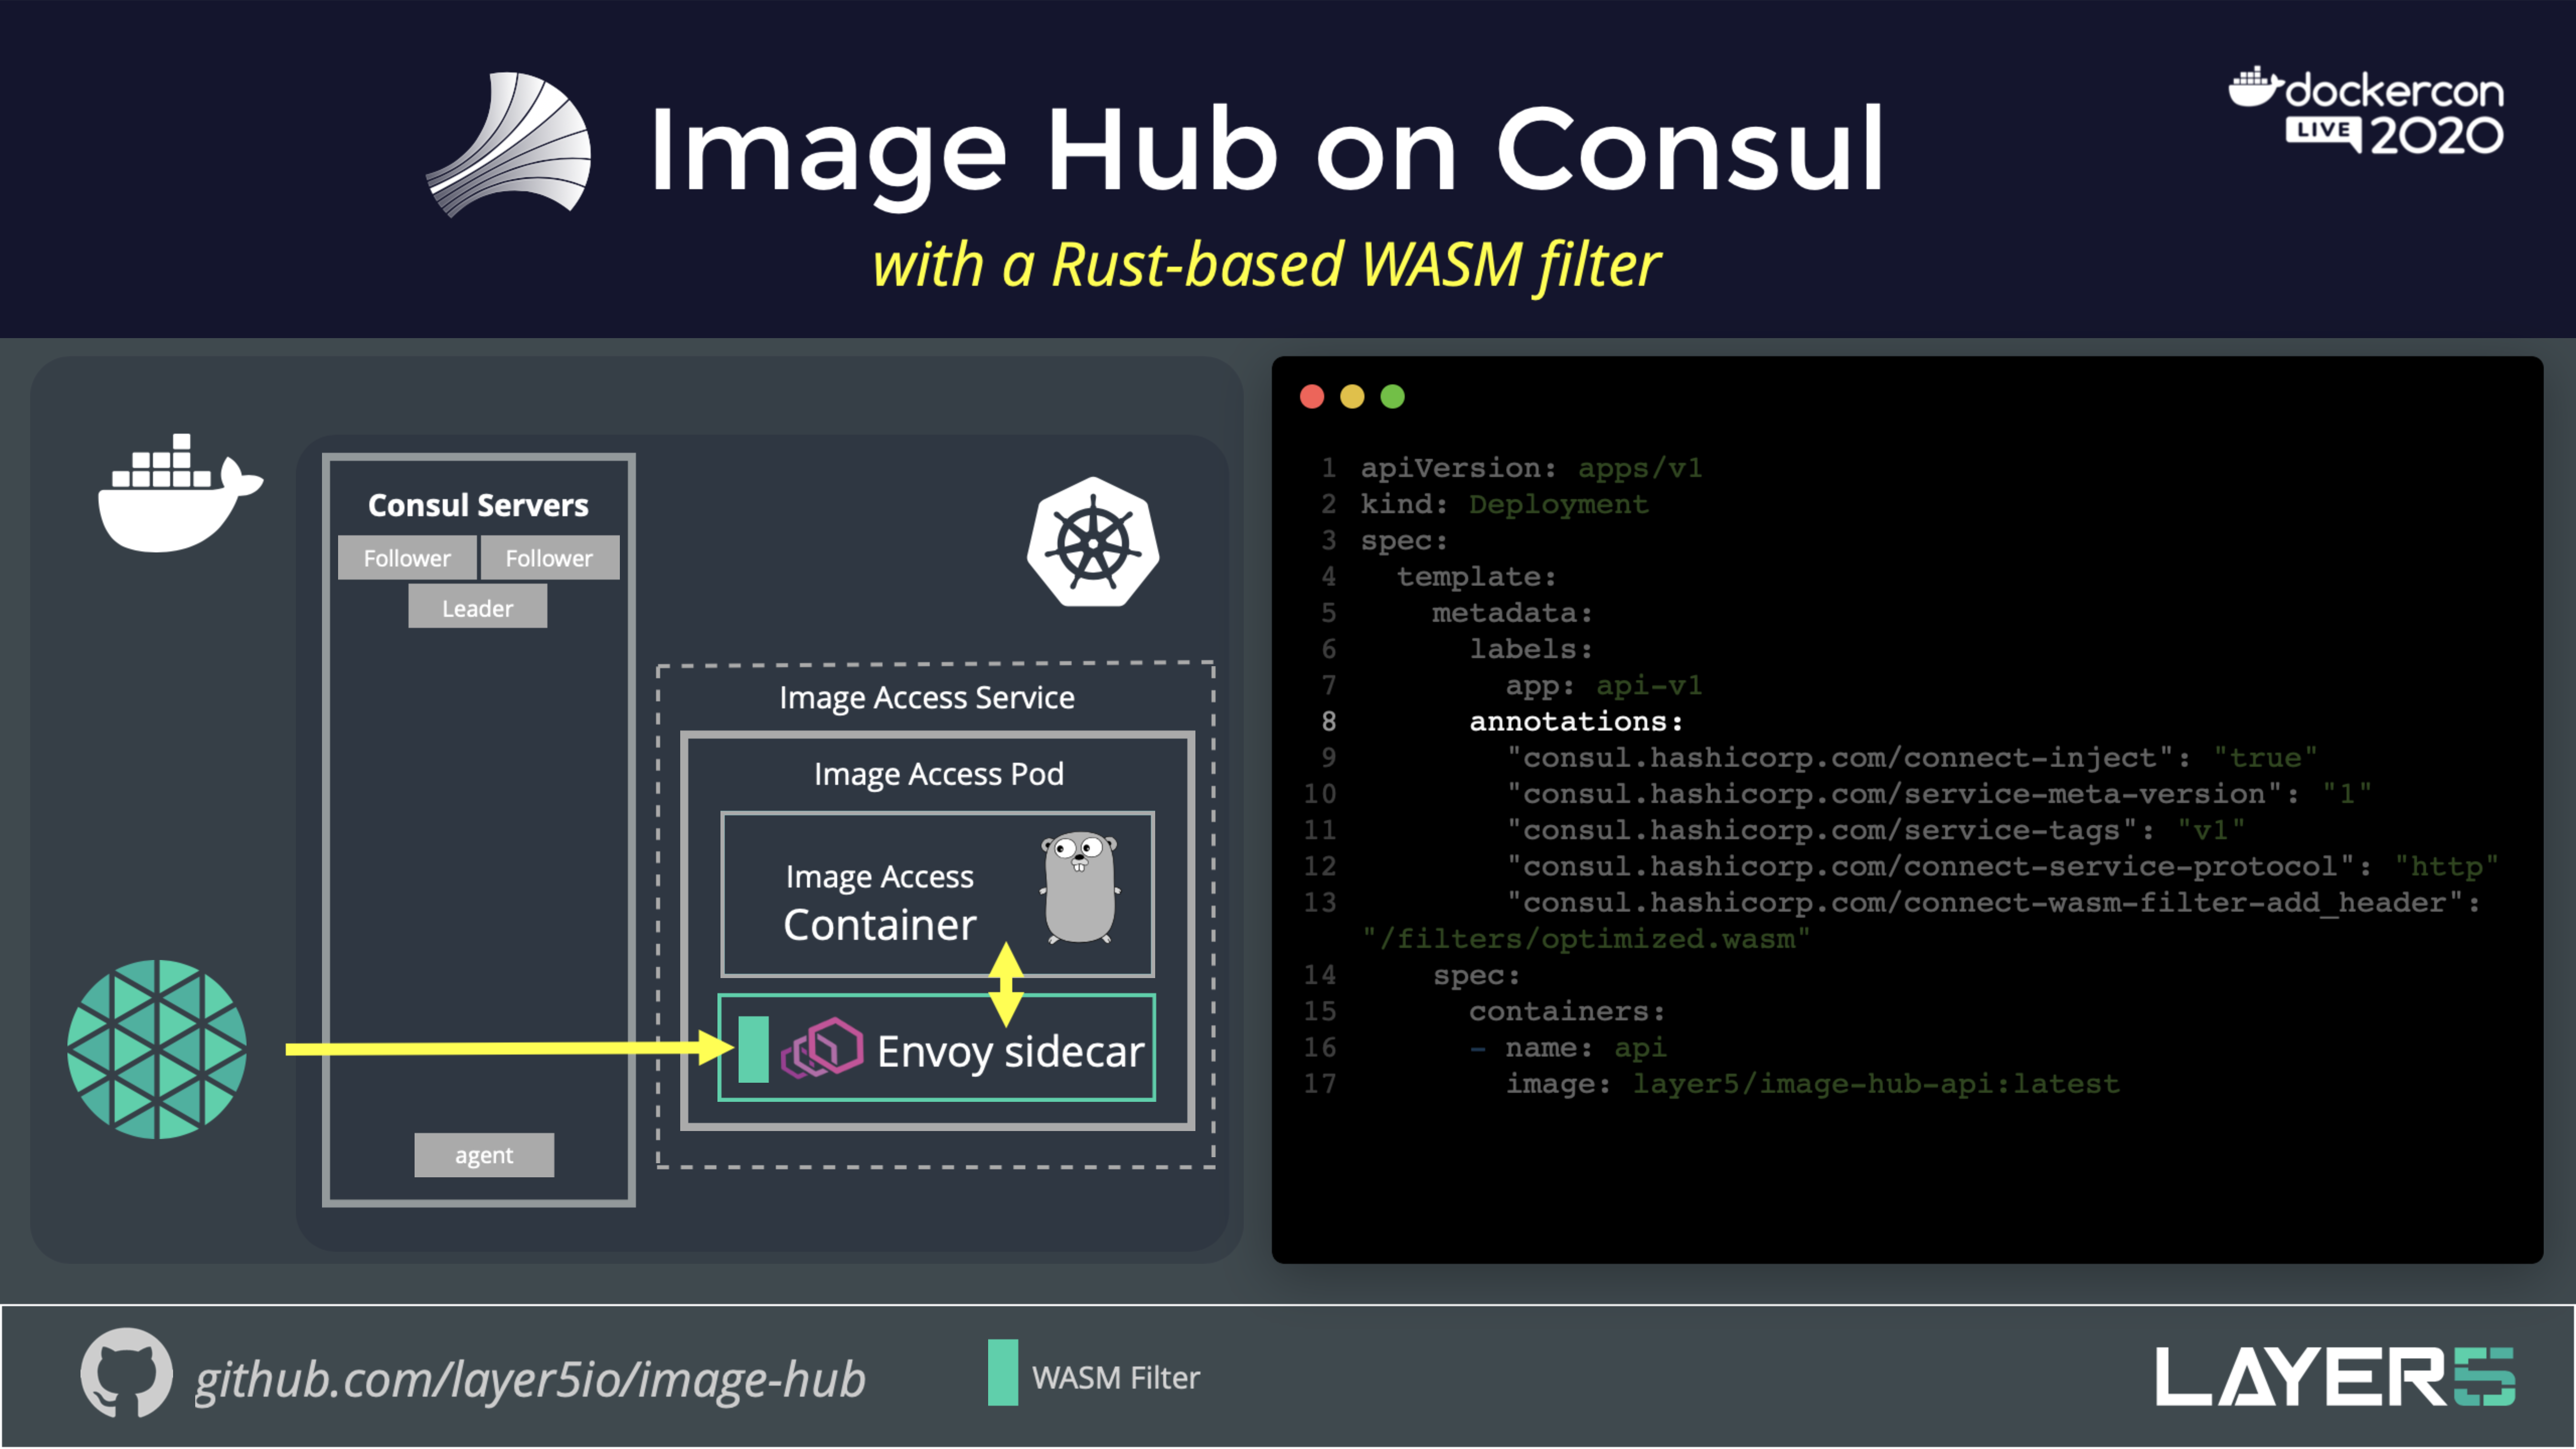 Image Hub on Consul
with a Rust-based WASM filter
dockercon
LIVE 2020
Consul Servers
Follower Follower
Leader
agent
Image Access Service
Image Access Pod
Image Access
Container
Envoy sidecar
1 apiVersion: apps/v1
2 kind: Deployment
3 spec:
4 template:
5 metadata:
6 labels:
7 app: api-v1
8 annotations:
9 "consul.hashicorp.com/connect-inject": "true"
10 "consul.hashicorp.com/service-meta-version": "1"
11 "consul.hashicorp.com/service-tags": "v1"
12 "consul.hashicorp.com/connect-service-protocol": "http"
13 "consul.hashicorp.com/connect-wasm-filter-add_header":
"/filters/optimized.wasm"
14 spec:
15 containers:
16 - name: api
17 image: layer5/image-hub-api:latest
github.com/layer5io/image-hub
WASM Filter
LAYER5